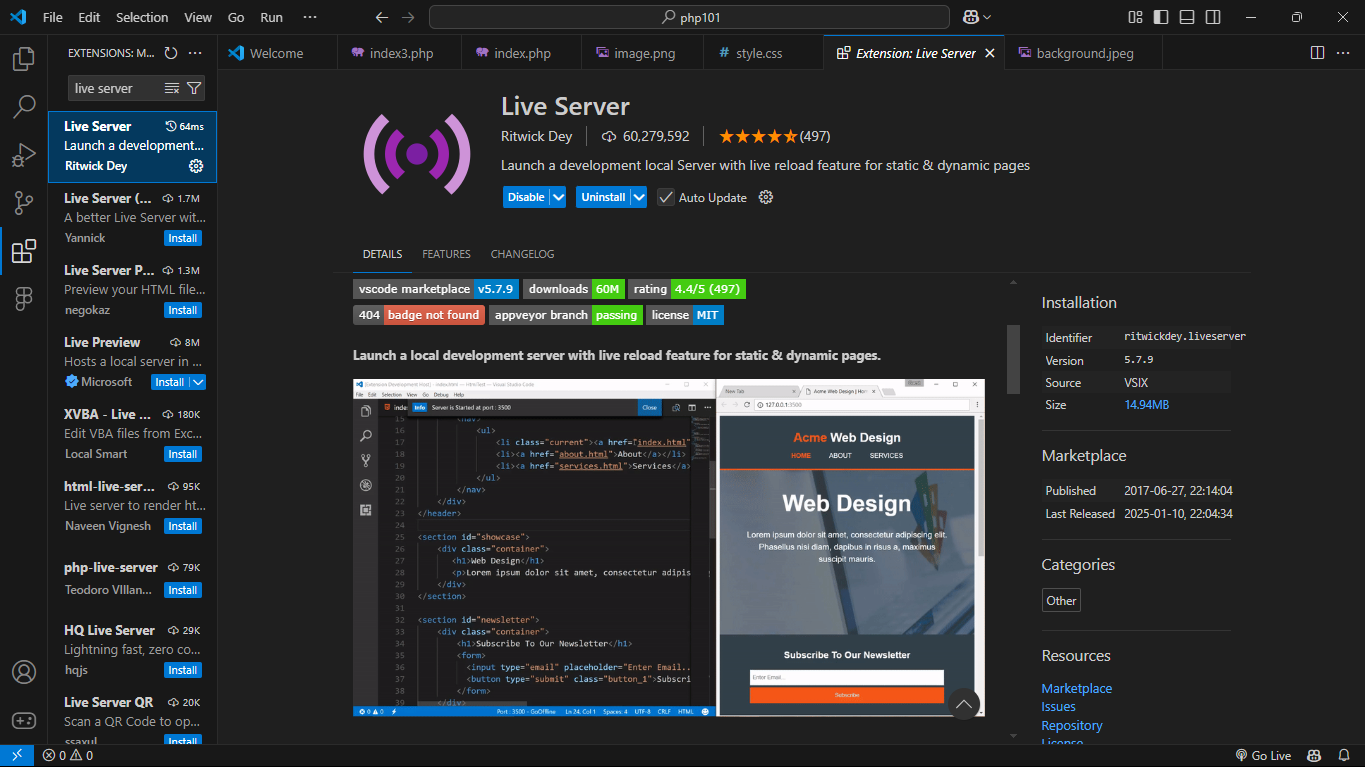 File Edit Selection View Go Run ···
php101
EXTENSIONS: M...
Welcome
index3.php
index.php
image.png
# style.css
Extension: Live Server
background.jpeg
live server
Live Server 64ms
Launch a development...
Ritwick Dey
Live Server (... 1.7M
A better Live Server wit...
Yannick Install
Live Server P... 1.3M
Preview your HTML file...
negokaz Install
Live Preview 8M
Hosts a local server in ...
Microsoft Install
XVBA - Live ... 180K
Edit VBA files from Exc...
Local Smart Install
html-live-ser... 95K
Live server to render ht...
Naveen Vignesh Install
php-live-server 79K
Teodoro VIllan... Install
HQ Live Server 29K
Lightning fast, zero co...
hqjs Install
Live Server QR 20K
Scan a QR Code to op...
ssaxul Install
Live Server
Ritwick Dey 60,279,592 (497)
Launch a development local Server with live reload feature for static & dynamic pages
Disable Uninstall Auto Update
DETAILS FEATURES CHANGELOG
vscode marketplace v5.7.9 downloads 60M rating 4.4/5 (497)
404 badge not found appveyor branch passing license MIT
Launch a local development server with live reload feature for static & dynamic pages.
[Extension Development Host] - index.html — HtmlTest — Visual Studio Code
File Edit Selection View Go Debug Help
index
Info Server is Started at port : 3500 Close
15 <nav>
16 <ul>
17 <li class="current"><a href="index.html"
18 <li><a href="about.html">About</a></li>
19 <li><a href="services.html">Services</a>
20 </ul>
21 </nav>
22 </div>
23 </header>
24
25 <section id="showcase">
26 <div class="container">
27 <h1>Web Design</h1>
28 <p>Lorem ipsum dolor sit amet, consectetur adipis
29 </div>
30 </section>
31
32 <section id="newsletter">
33 <div class="container">
34 <h1>Subscribe To Our Newsletter</h1>
35 <form>
36 <input type="email" placeholder="Enter Email..
37 <button type="submit" class="button_1">Subscri
38 </form>
39 </div>
0 0 Port : 3500 - GoOffline Ln 24, Col 1 Spaces: 4 UTF-8 CRLF HTML
New Tab
Acme Web Design | Ho
127.0.0.1:3500
Acme Web Design
HOME ABOUT SERVICES
Web Design
Lorem ipsum dolor sit amet, consectetur adipiscing elit.
Phasellus nisi diam, dapibus in risus a, maximus
suscipit mauris.
Subscribe To Our Newsletter
Enter Email...
Subscribe
Installation
Identifier ritwickdey.liveserver
Version 5.7.9
Source VSIX
Size 14.94MB
Marketplace
Published 2017-06-27, 22:14:04
Last Released 2025-01-10, 22:04:34
Categories
Other
Resources
Marketplace
Issues
Repository
License
0 0
Go Live